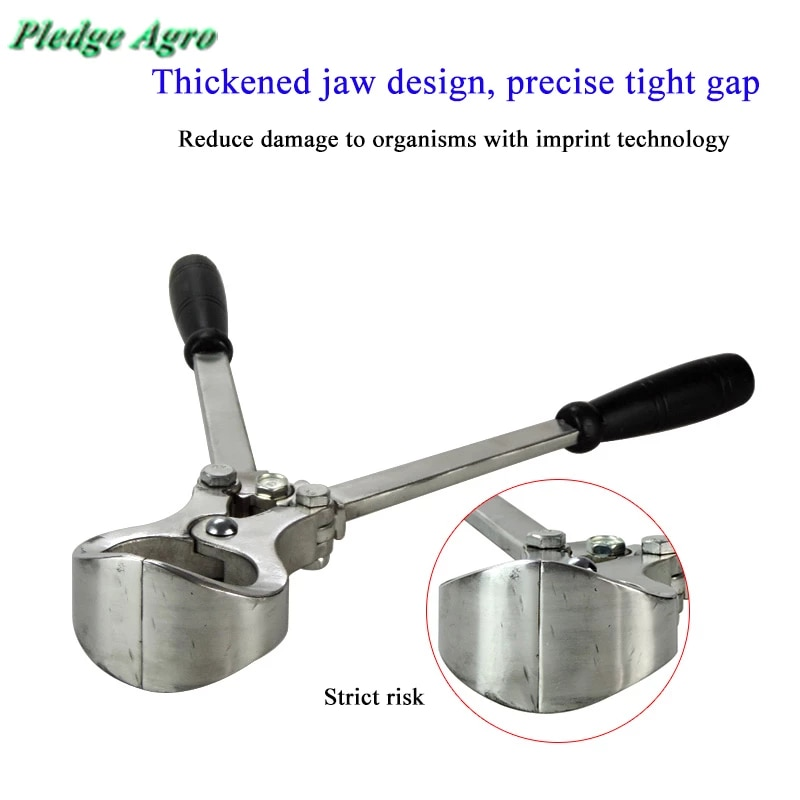 Pledge Agro
Thickened jaw design, precise tight gap
Reduce damage to organisms with imprint technology
Strict risk